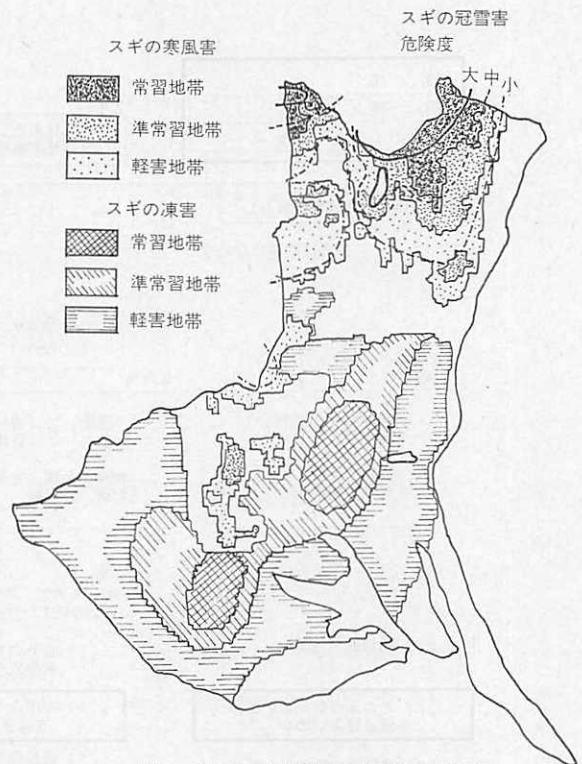 スギの寒風害
常習地帯
準常習地帯
軽害地帯
スギの凍害
常習地帯
準常習地帯
軽害地帯
スギの冠雪害
危険度
大 中 小